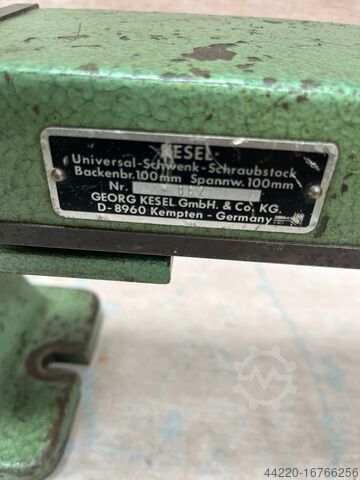 KESEL
Universal-Schwenk-Schraubstock
Backenbr.100mm Spannw.100mm
Nr.
GEORG KESEL GmbH. & Co. KG.
D-8960 Kempten - Germany
44220-16766256